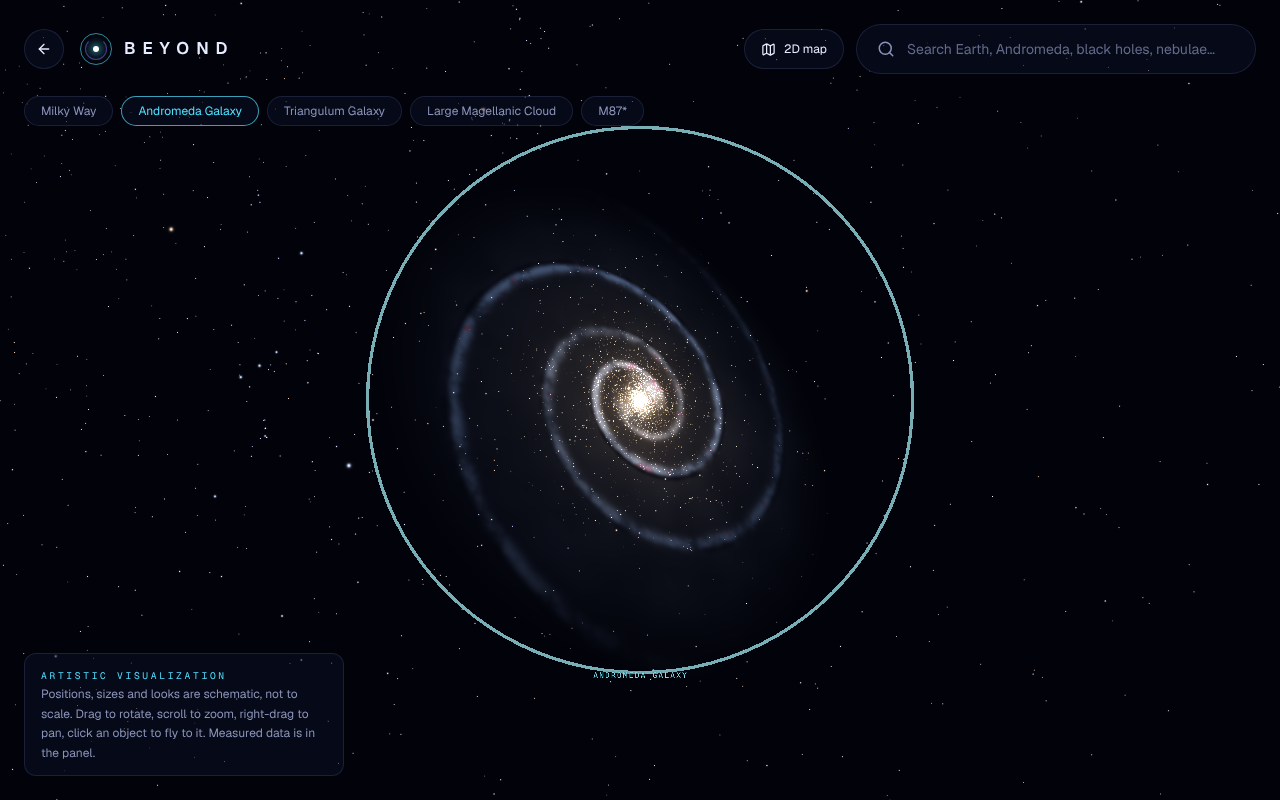 BEYOND
2D map
Search Earth, Andromeda, black holes, nebulae...
Milky Way
Andromeda Galaxy
Triangulum Galaxy
Large Magellanic Cloud
M87*
ANDROMEDA GALAXY
ARTISTIC VISUALIZATION
Positions, sizes and looks are schematic, not to
scale. Drag to rotate, scroll to zoom, right-drag to
pan, click an object to fly to it. Measured data is in
the panel.